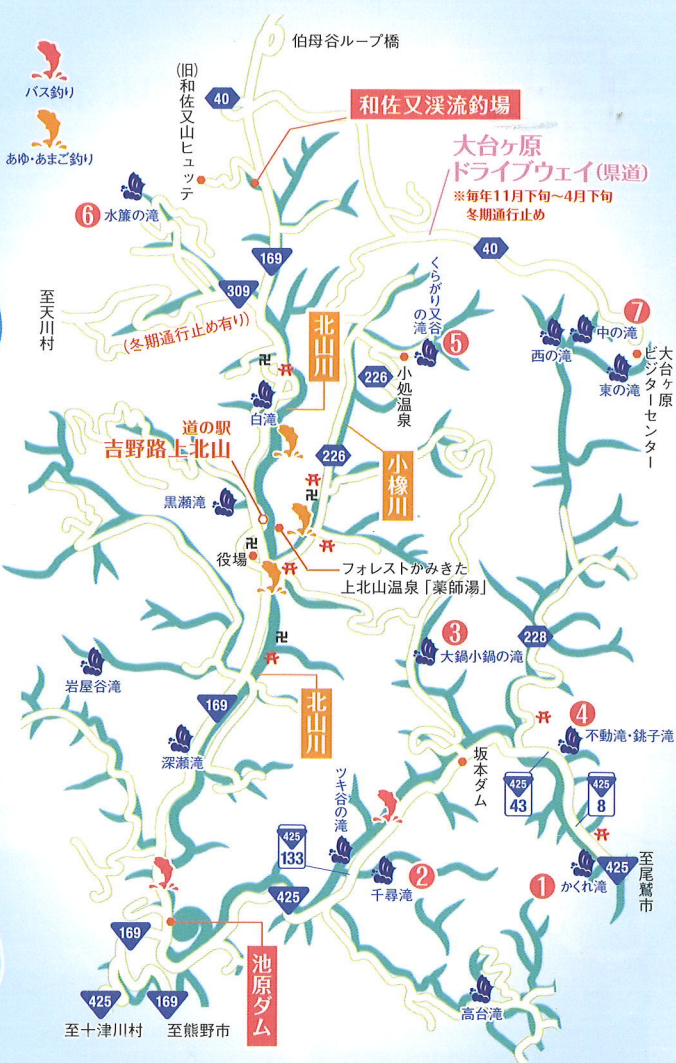 伯母谷ループ橋
バス釣り
あゆ・あまご釣り
(旧)和佐又山ヒュッテ
40
和佐又渓流釣場
大台ヶ原
ドライブウェイ(県道)
※毎年11月下旬～4月下旬
冬期通行止め
6
水簾の滝
169
40
309
至天川村
(冬期通行止め有り)
北山川
くらがり又谷
の滝
5
小処温泉
226
7
中の滝
西の滝
東の滝
大台ヶ原
ビジターセンター
卍
白滝
道の駅
吉野路上北山
226
小橡川
卍
黒瀬滝
卍
役場
フォレストかみきた
上北山温泉「薬師湯」
卍
3
大鍋小鍋の滝
228
岩屋谷滝
169
北山川
深瀬滝
4
不動滝・銚子滝
坂本ダム
425
43
425
8
ツキ谷の滝
425
133
2
千尋滝
425
1
かくれ滝
425
至尾鷲市
169
池原ダム
高台滝
425
169
至十津川村
至熊野市